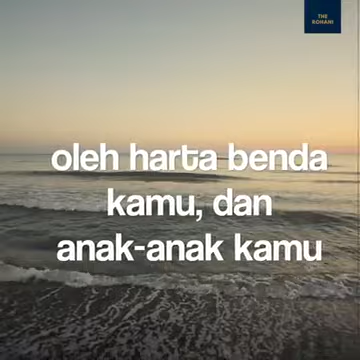 THE
ROHANI
oleh harta benda
kamu, dan
anak-anak kamu